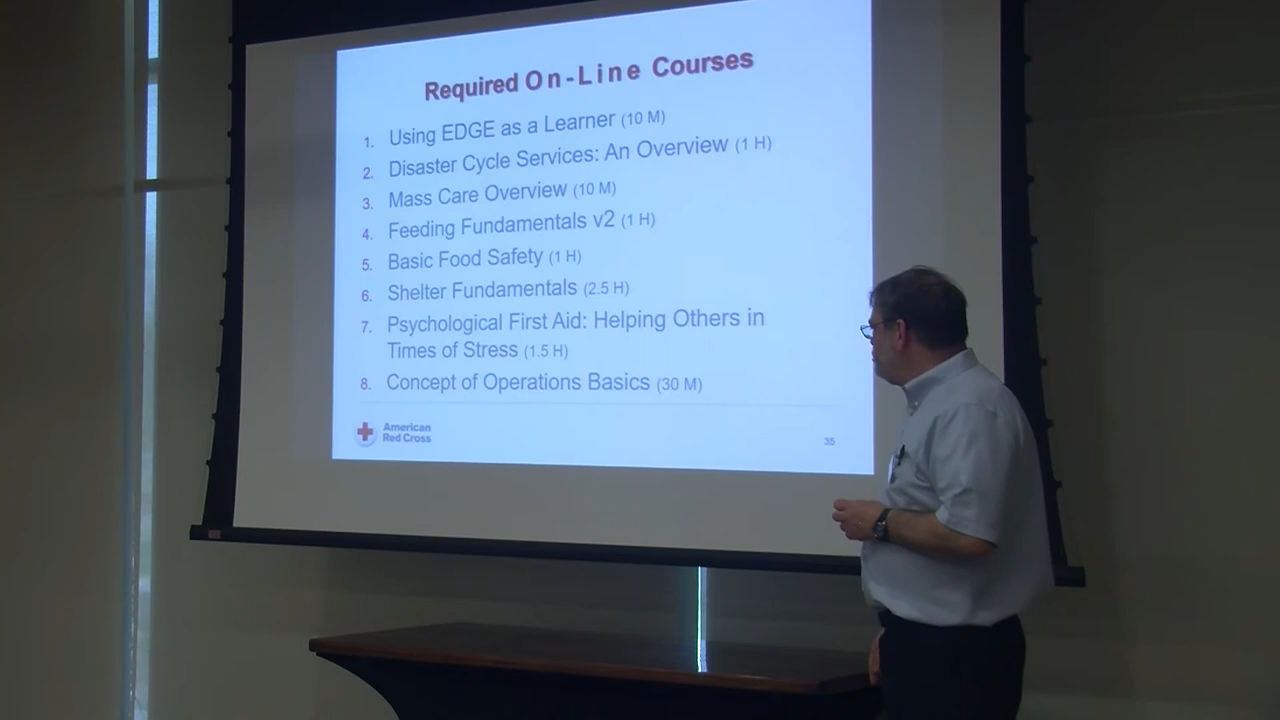 Required On-Line Courses
1. Using EDGE as a Learner (10 M)
2. Disaster Cycle Services: An Overview (1 H)
3. Mass Care Overview (10 M)
4. Feeding Fundamentals v2 (1 H)
5. Basic Food Safety (1 H)
6. Shelter Fundamentals (2.5 H)
7. Psychological First Aid: Helping Others in
Times of Stress (1.5 H)
8. Concept of Operations Basics (30 M)
American
Red Cross
35